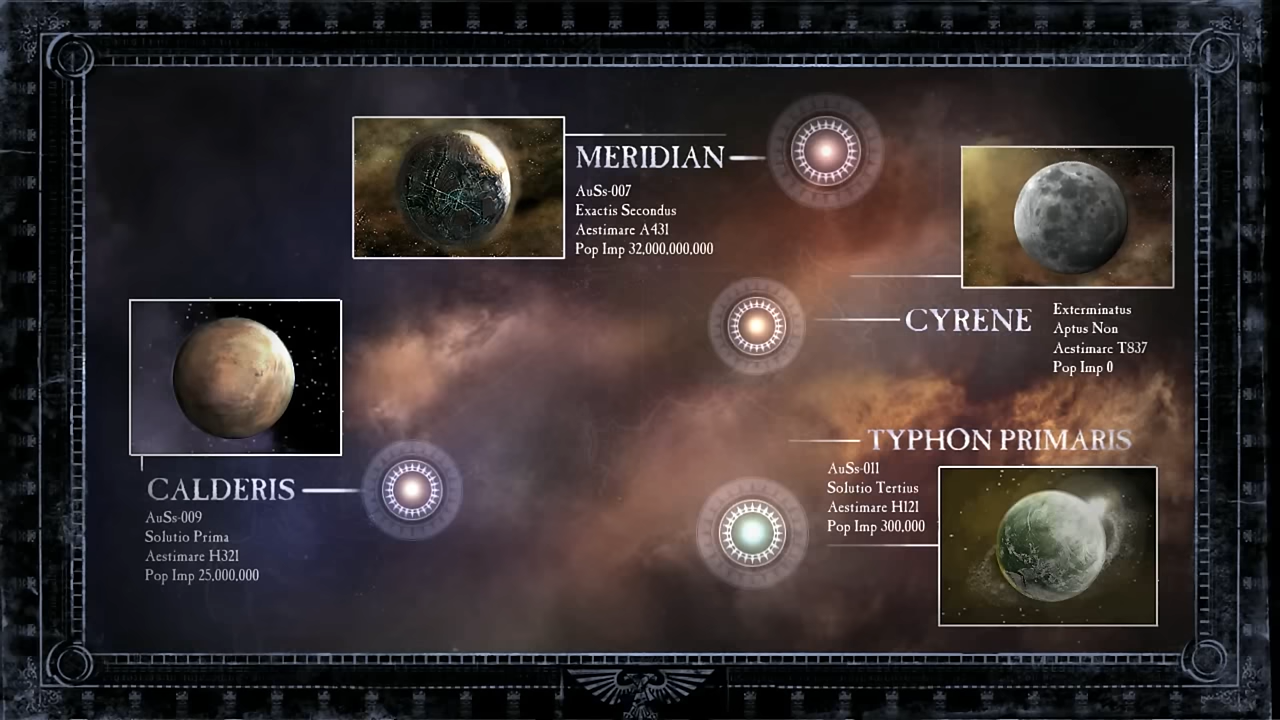 MERIDIAN
AuSs-007
Exactis Secondus
Aestimare A431
Pop Imp 32,000,000,000
CYRENE
Exterminatus
Aptus Non
Aestimare T837
Pop Imp 0
CALDERIS
AuSs-009
Solutio Prima
Aestimare H321
Pop Imp 25,000,000
TYPHON PRIMARIS
AuSs-011
Solutio Tertius
Aestimare H121
Pop Imp 300,000